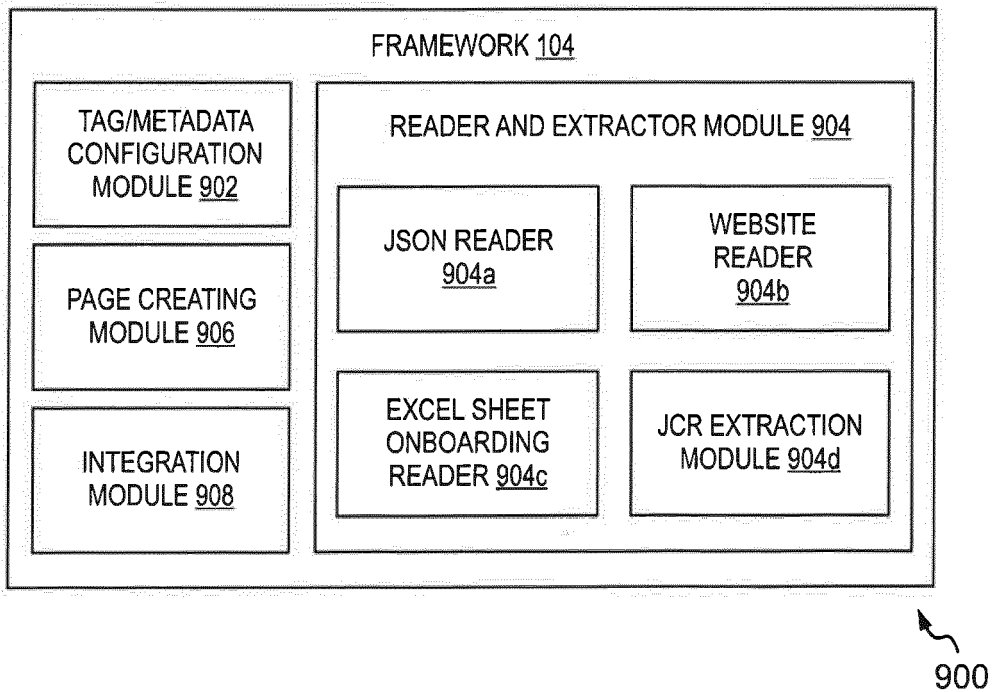 FRAMEWORK 104
TAG/METADATA
CONFIGURATION
MODULE 902
PAGE CREATING
MODULE 906
INTEGRATION
MODULE 908
READER AND EXTRACTOR MODULE 904
JSON READER
904a
WEBSITE
READER
904b
EXCEL SHEET
ONBOARDING
READER 904c
JCR EXTRACTION
MODULE 904d
900